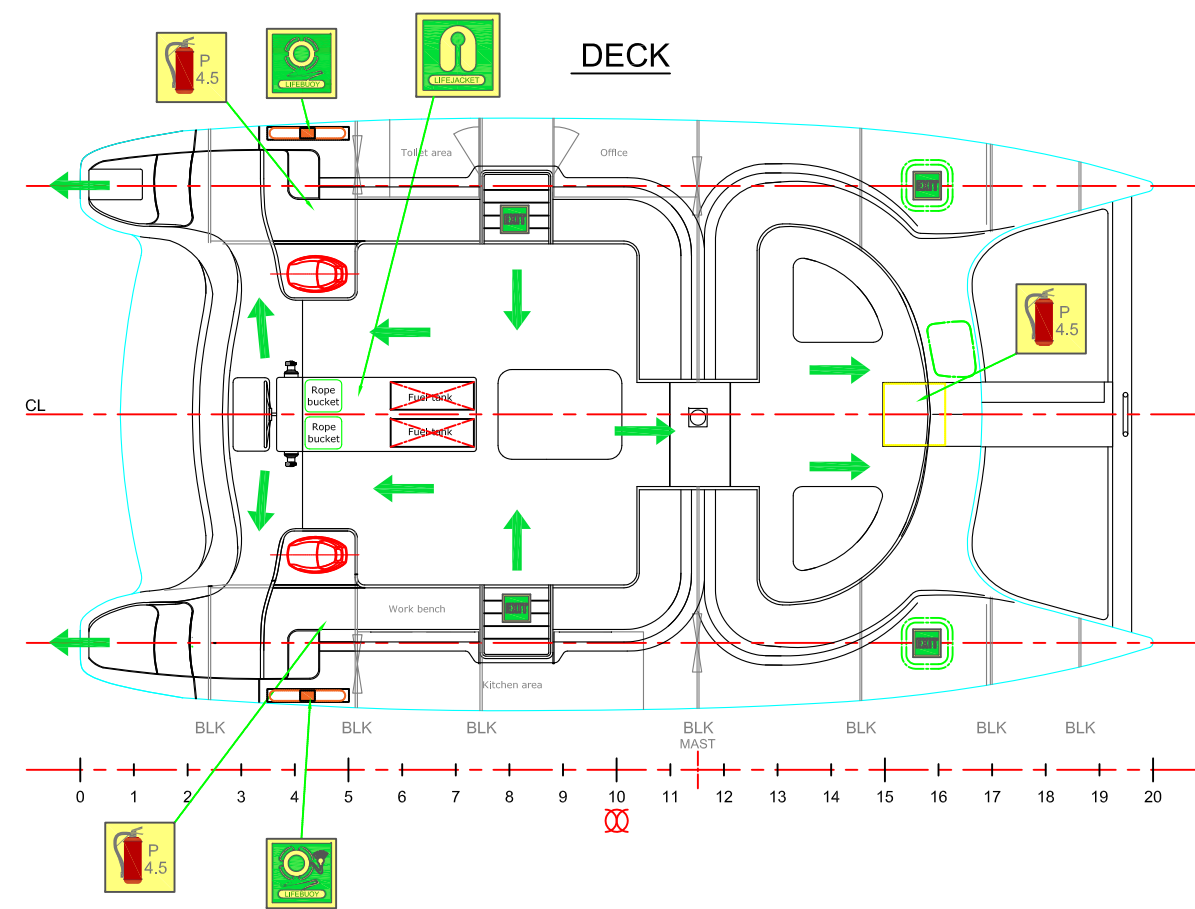 DECK
P
4.5
LIFEBUOY
LIFEJACKET
Toilet area
Office
EXIT
EXIT
P
4.5
CL
Rope
bucket
Fuel tank
Rope
bucket
Fuel tank
Work bench
EXIT
EXIT
Kitchen area
BLK
BLK
BLK
BLK
BLK
BLK
BLK
MAST
0
1
2
3
4
5
6
7
8
9
10
11
12
13
14
15
16
17
18
19
20
P
4.5
LIFEBUOY